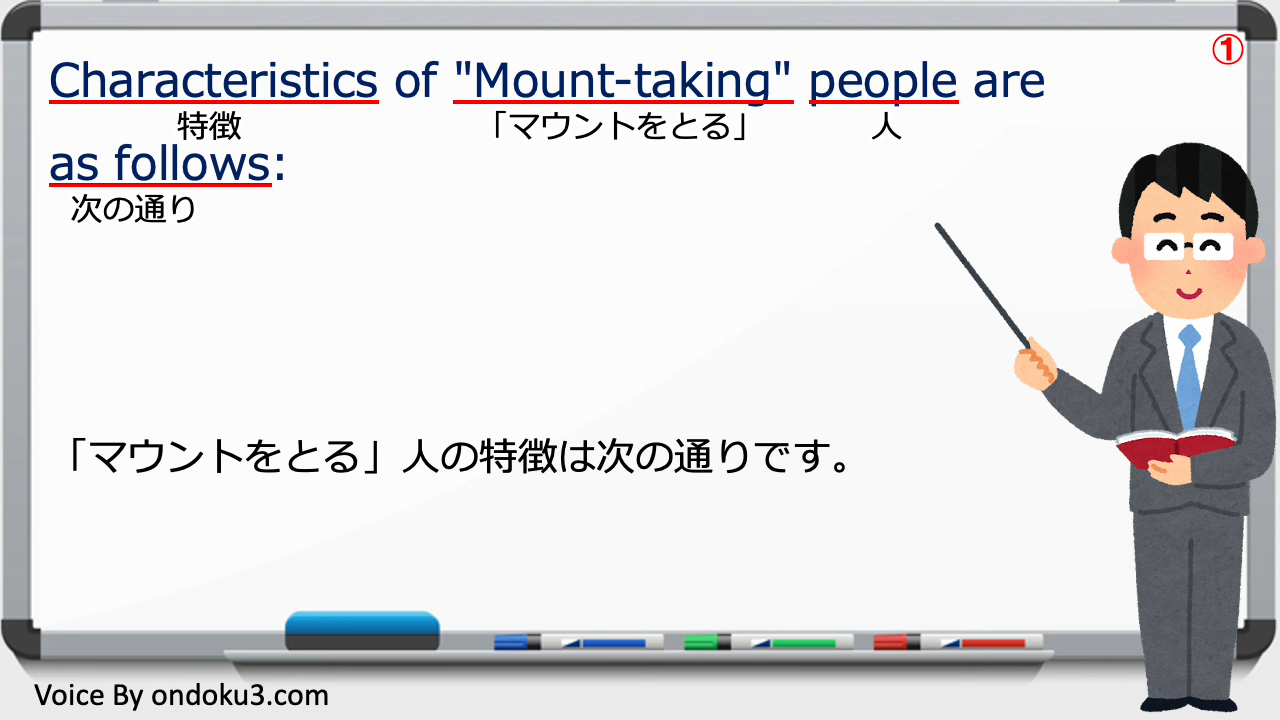 ①
Characteristics of "Mount-taking" people are
特徴 「マウントをとる」 人
as follows:
次の通り
「マウントをとる」人の特徴は次の通りです。
Voice By ondoku3.com